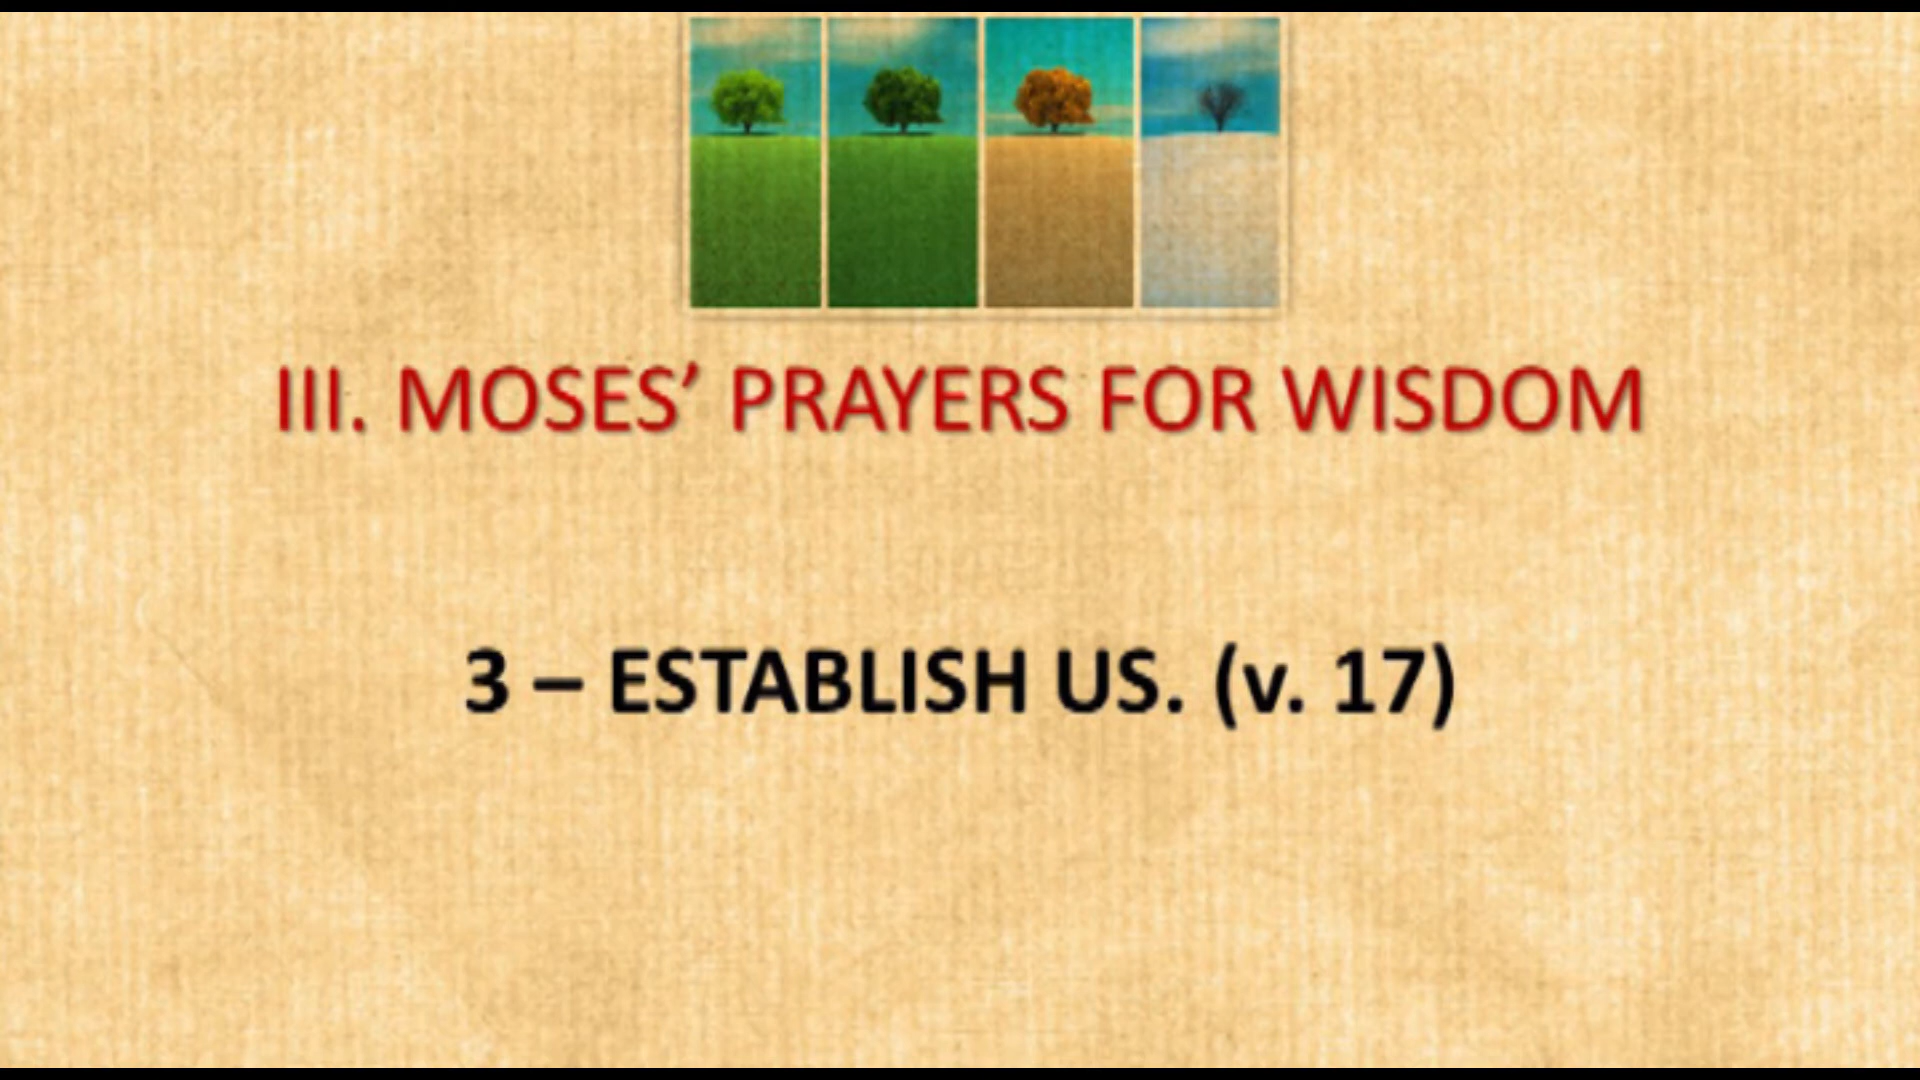 III. MOSES’ PRAYERS FOR WISDOM
3 – ESTABLISH US. (v. 17)